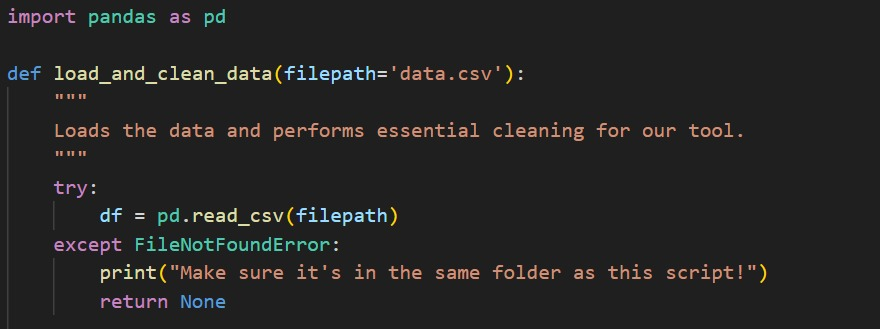 import pandas as pd
def load_and_clean_data(filepath='data.csv'):
"""
Loads the data and performs essential cleaning for our tool.
"""
try:
df = pd.read_csv(filepath)
except FileNotFoundError:
print("Make sure it's in the same folder as this script!")
return None